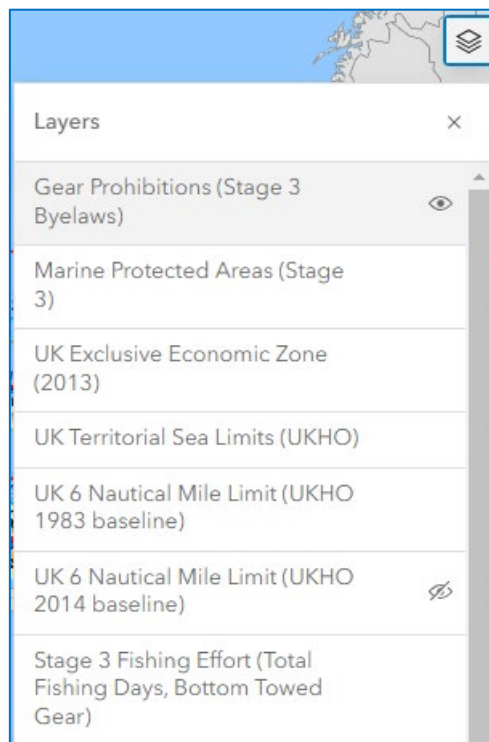 Layers
Gear Prohibitions (Stage 3
Byelaws)
Marine Protected Areas (Stage
3)
UK Exclusive Economic Zone
(2013)
UK Territorial Sea Limits (UKHO)
UK 6 Nautical Mile Limit (UKHO
1983 baseline)
UK 6 Nautical Mile Limit (UKHO
2014 baseline)
Stage 3 Fishing Effort (Total
Fishing Days, Bottom Towed
Gear)